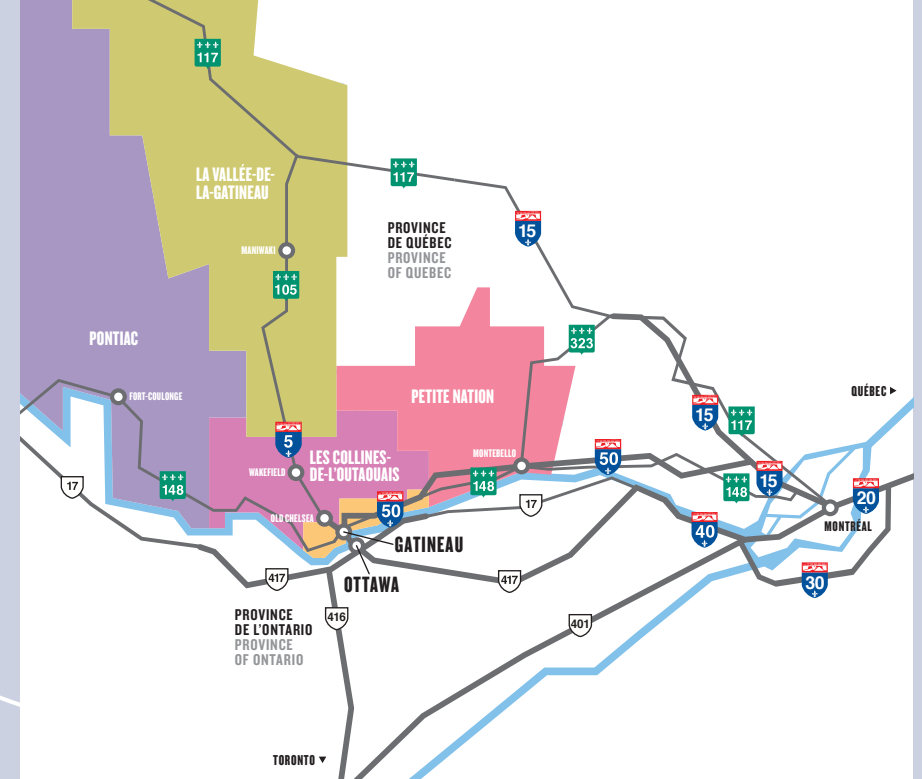 +++
117
LA VALLÉE-DE-
LA-GATINEAU
+++
117
PROVINCE
DE QUÉBEC
PROVINCE
OF QUEBEC
15
MANIWAKI
+++
105
PONTIAC
+++
323
FORT-COULONGE
PETITE NATION
QUÉBEC
15
+++
117
5
LES COLLINES-
DE-L'OUTAOUAIS
MONTEBELLO
50
WAKEFIELD
17
+++
148
+++
148
15
+++
148
20
OLD CHELSEA
50
17
MONTRÉAL
40
GATINEAU
OTTAWA
417
417
30
PROVINCE
DE L'ONTARIO
PROVINCE
OF ONTARIO
416
401
TORONTO